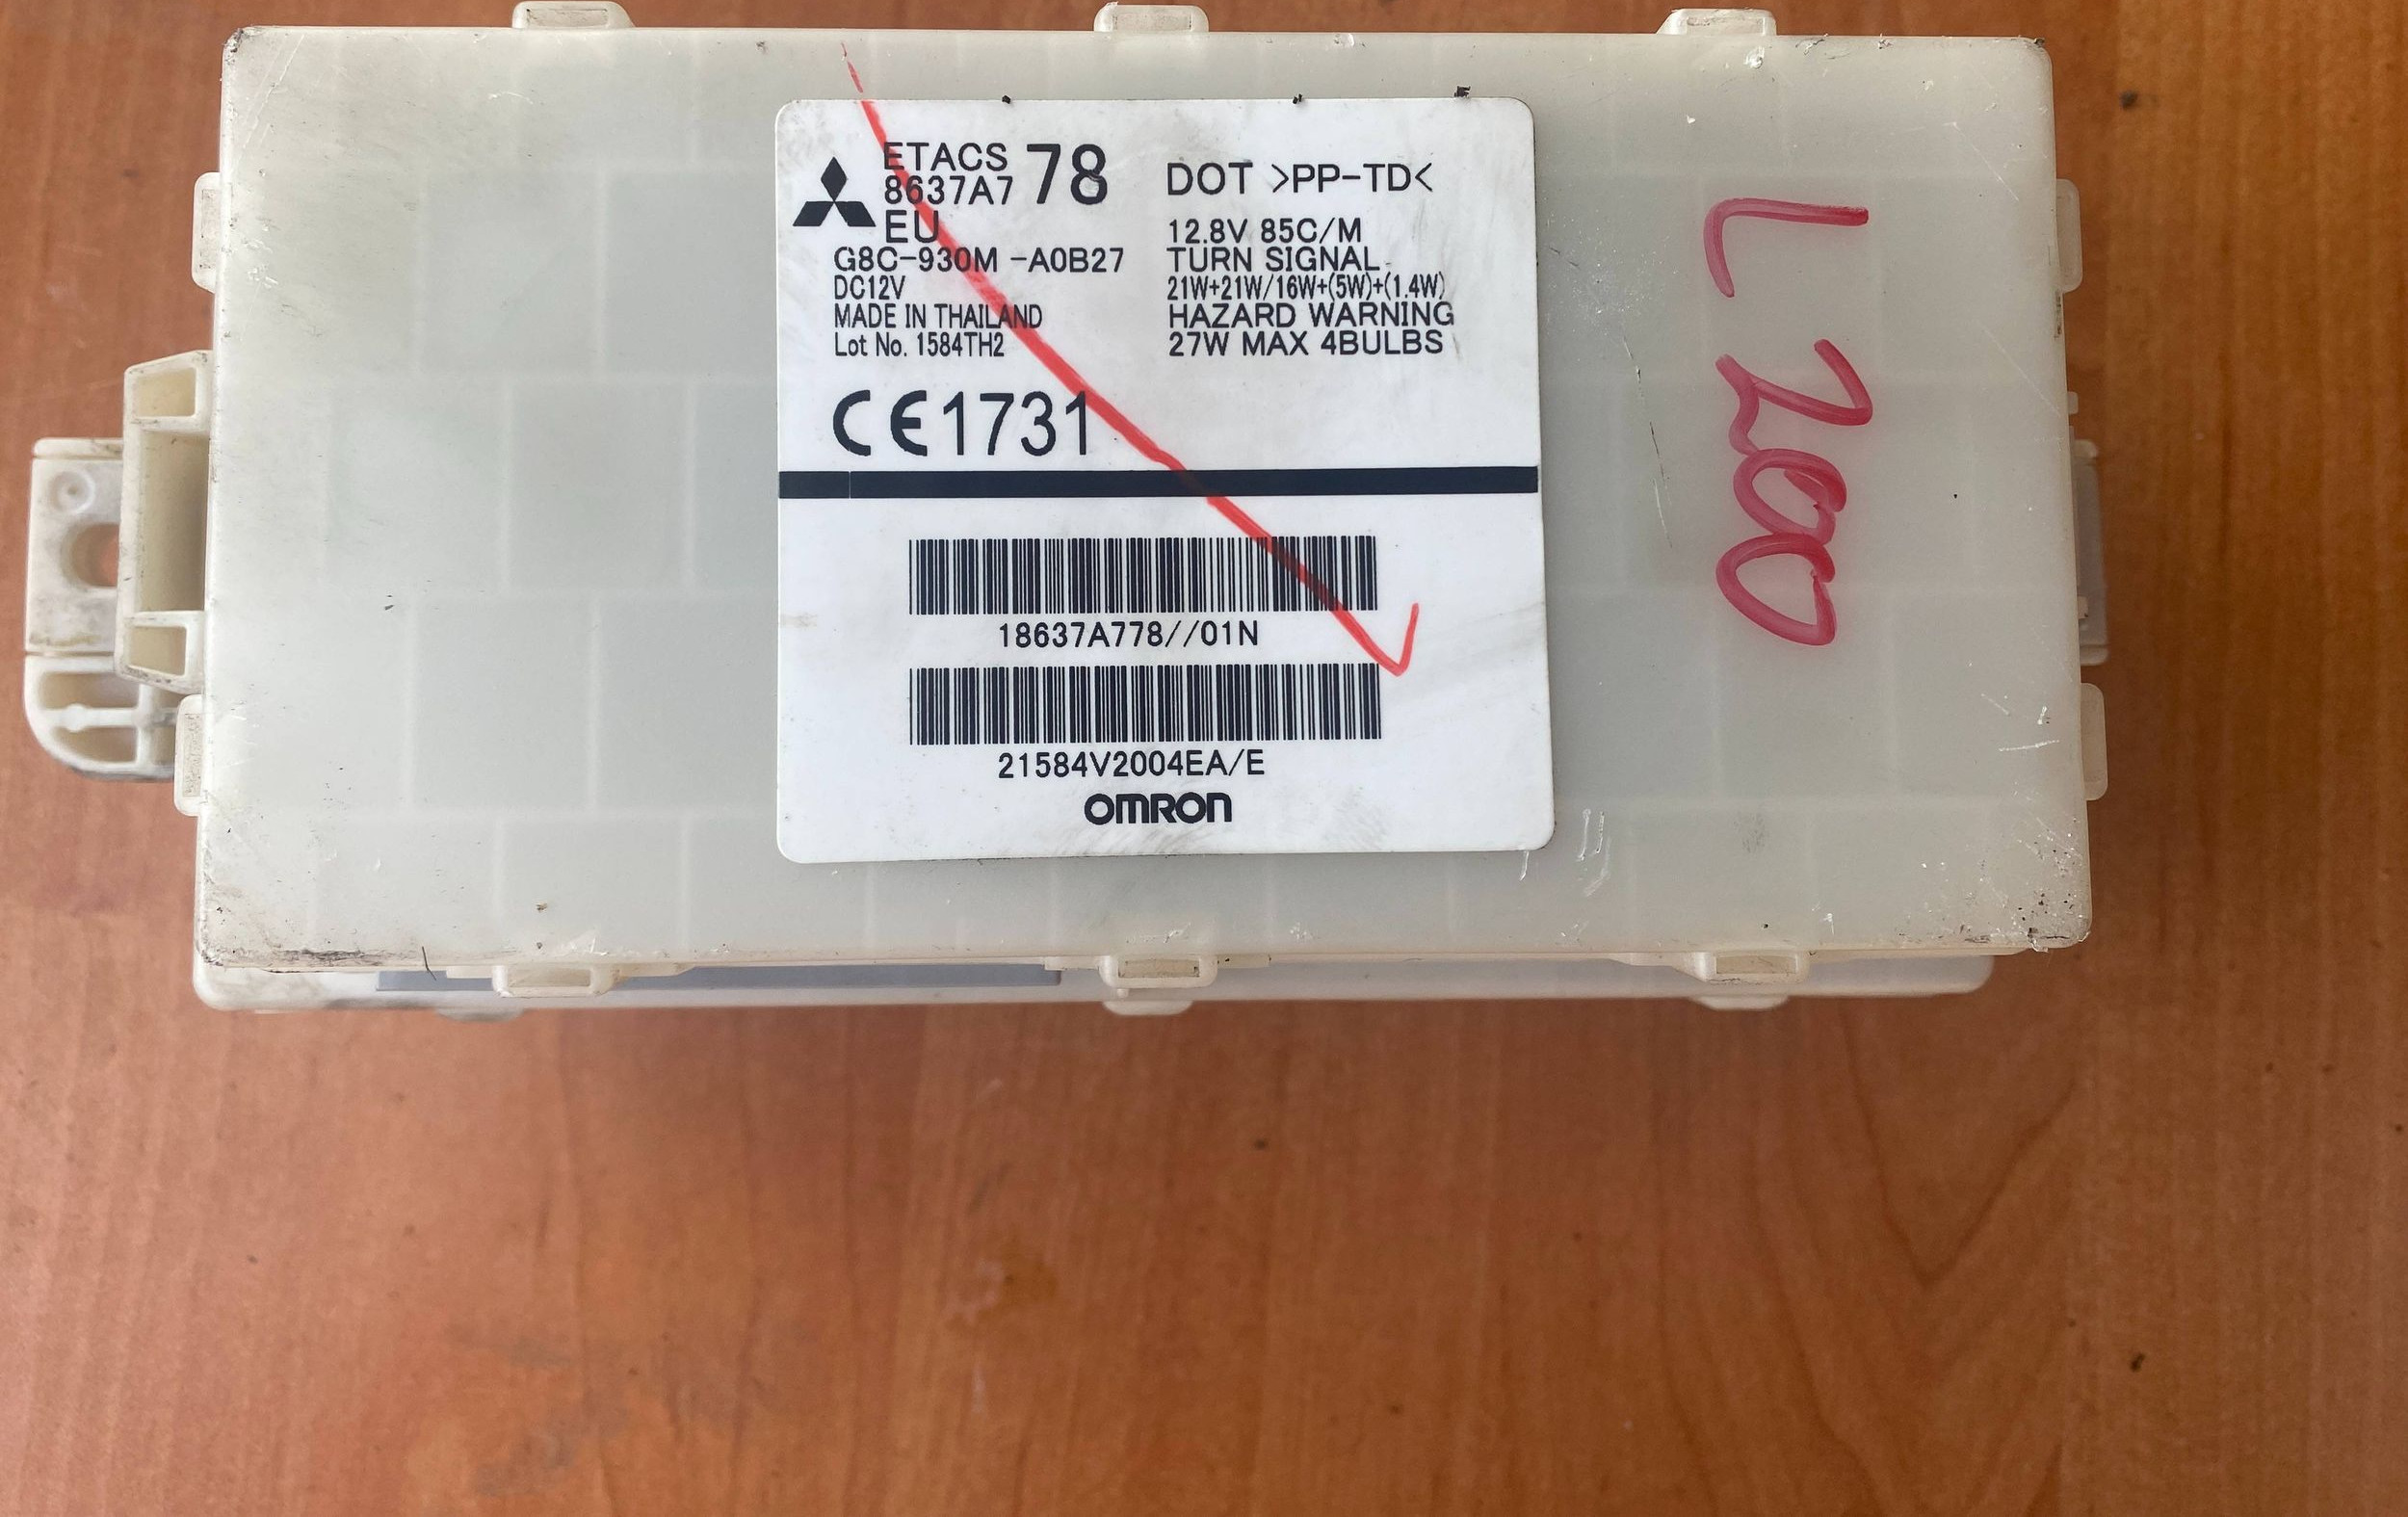 ETACS
8637A7 78
EU
G8C-930M -A0B27
DC12V
MADE IN THAILAND
Lot No. 1584TH2
DOT >PP-TD<
12.8V 85C/M
TURN SIGNAL
21W+21W/16W+(5W)+(1.4W)
HAZARD WARNING
27W MAX 4BULBS
CE1731
18637A778//01N
21584V2004EA/E
OMRON
L 200